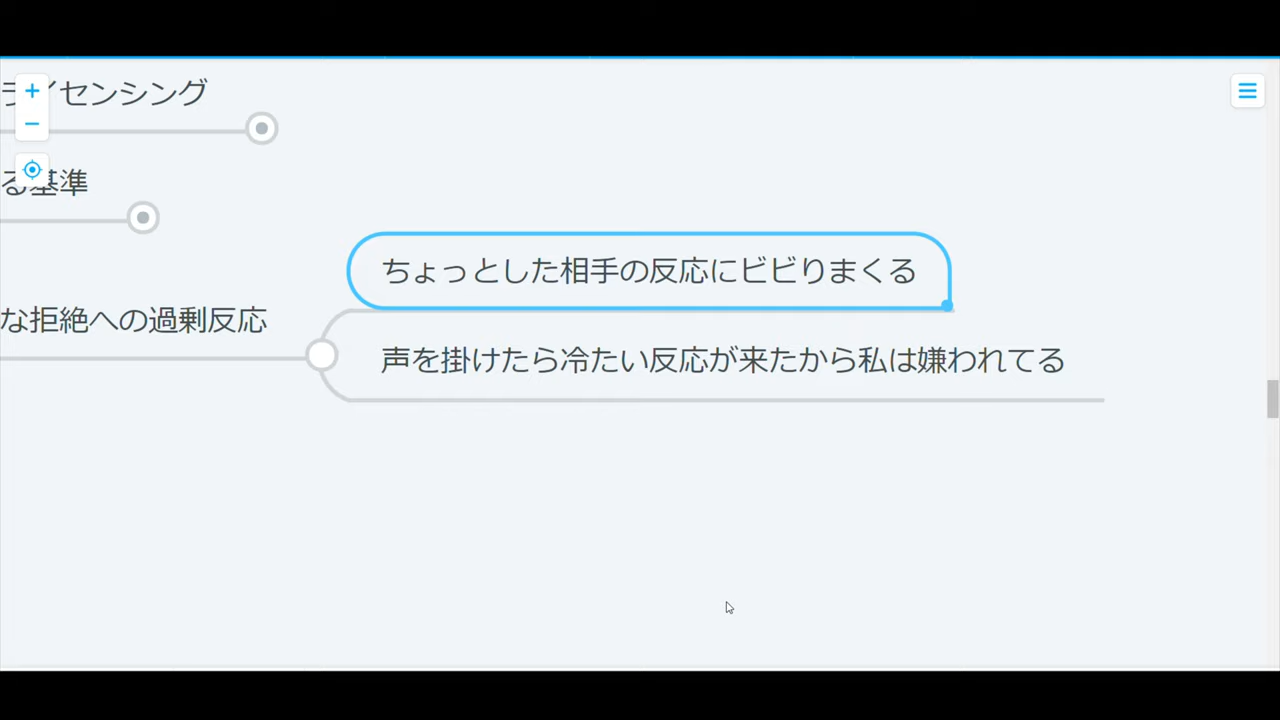 イセンシング
る基準
な拒絶への過剰反応
ちょっとした相手の反応にビビりまくる
声を掛けたら冷たい反応が来たから私は嫌われてる